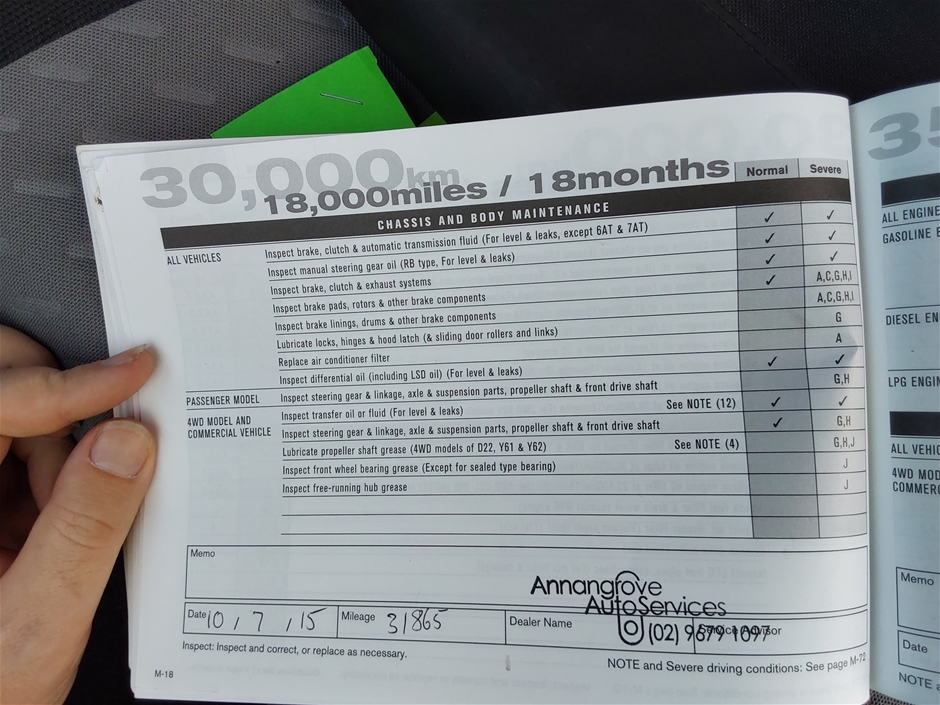 30,000km
18,000miles / 18months
Normal Severe
CHASSIS AND BODY MAINTENANCE
ALL VEHICLES Inspect brake, clutch & automatic transmission fluid (For level & leaks, except 6AT & 7AT) ✓ ✓
Inspect manual steering gear oil (RB type, For level & leaks) ✓ ✓
Inspect brake, clutch & exhaust systems ✓ ✓
Inspect brake pads, rotors & other brake components ✓ A,C,G,H,I
Inspect brake linings, drums & other brake components A,C,G,H,I
Lubricate locks, hinges & hood latch (& sliding door rollers and links) G
Replace air conditioner filter A
Inspect differential oil (including LSD oil) (For level & leaks) ✓ ✓
PASSENGER MODEL Inspect steering gear & linkage, axle & suspension parts, propeller shaft & front drive shaft G,H
4WD MODEL AND COMMERCIAL VEHICLE Inspect transfer oil or fluid (For level & leaks) See NOTE (12) ✓ ✓
Inspect steering gear & linkage, axle & suspension parts, propeller shaft & front drive shaft ✓ G,H
Lubricate propeller shaft grease (4WD models of D22, Y61 & Y62) See NOTE (4) G,H,J
Inspect front wheel bearing grease (Except for sealed type bearing) J
Inspect free-running hub grease J
Memo
Annangrove
AutoServices
(02) 9679 1097
Date 10 / 7 / 15 Mileage 31865 Dealer Name Service Advisor
Inspect: Inspect and correct, or replace as necessary.
NOTE and Severe driving conditions: See page M-72
M-18
35
ALL ENGINE
GASOLINE E
DIESEL EN
LPG ENGIN
ALL VEHIC
4WD MOD
COMMERC
Memo
Date
NOTE a